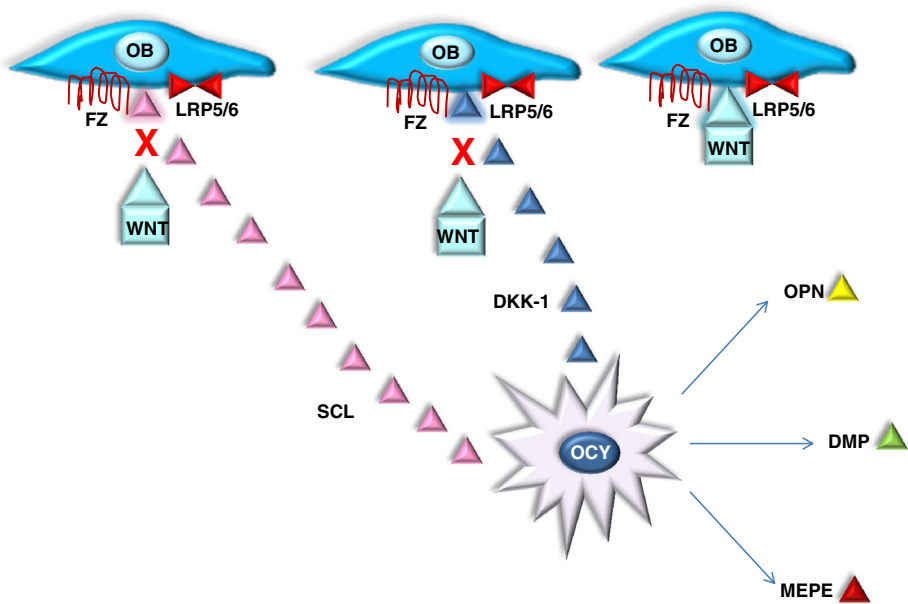 OB
OB
OB
FZ
LRP5/6
FZ
LRP5/6
FZ
LRP5/6
X
X
WNT
WNT
WNT
DKK-1
OPN
SCL
OCY
DMP
MEPE